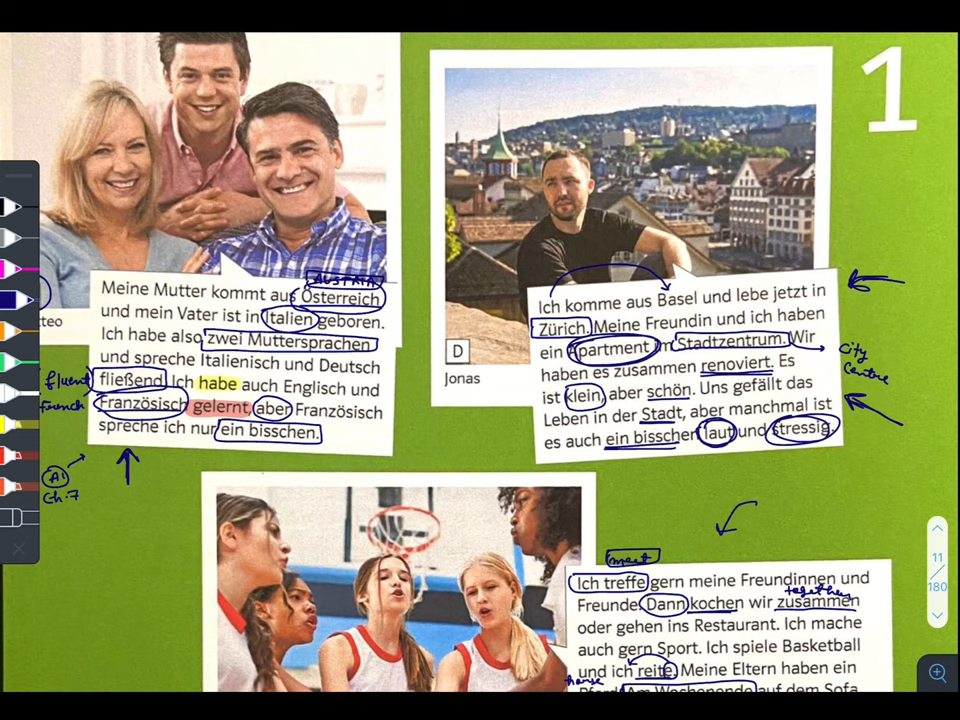 1
AUSTRIA
Meine Mutter kommt aus Österreich
und mein Vater ist in Italien geboren.
Ich habe also zwei Muttersprachen
und spreche Italienisch und Deutsch
fließend. Ich habe auch Englisch und
Französisch gelernt, aber Französisch
spreche ich nur ein bisschen.
teo
fluent
French
A1
Ch:7
D
Jonas
Ich komme aus Basel und lebe jetzt in
Zürich. Meine Freundin und ich haben
ein Apartment im Stadtzentrum. Wir
haben es zusammen renoviert. Es
ist klein, aber schön. Uns gefällt das
Leben in der Stadt, aber manchmal ist
es auch ein bisschen laut und stressig.
City
Centre
meet
Ich treffe gern meine Freundinnen und
Freunde. Dann kochen wir zusammen
together
oder gehen ins Restaurant. Ich mache
auch gern Sport. Ich spiele Basketball
und ich reite. Meine Eltern haben ein
horse
Pferd. Am Wochenende auf dem Sofa
11
180